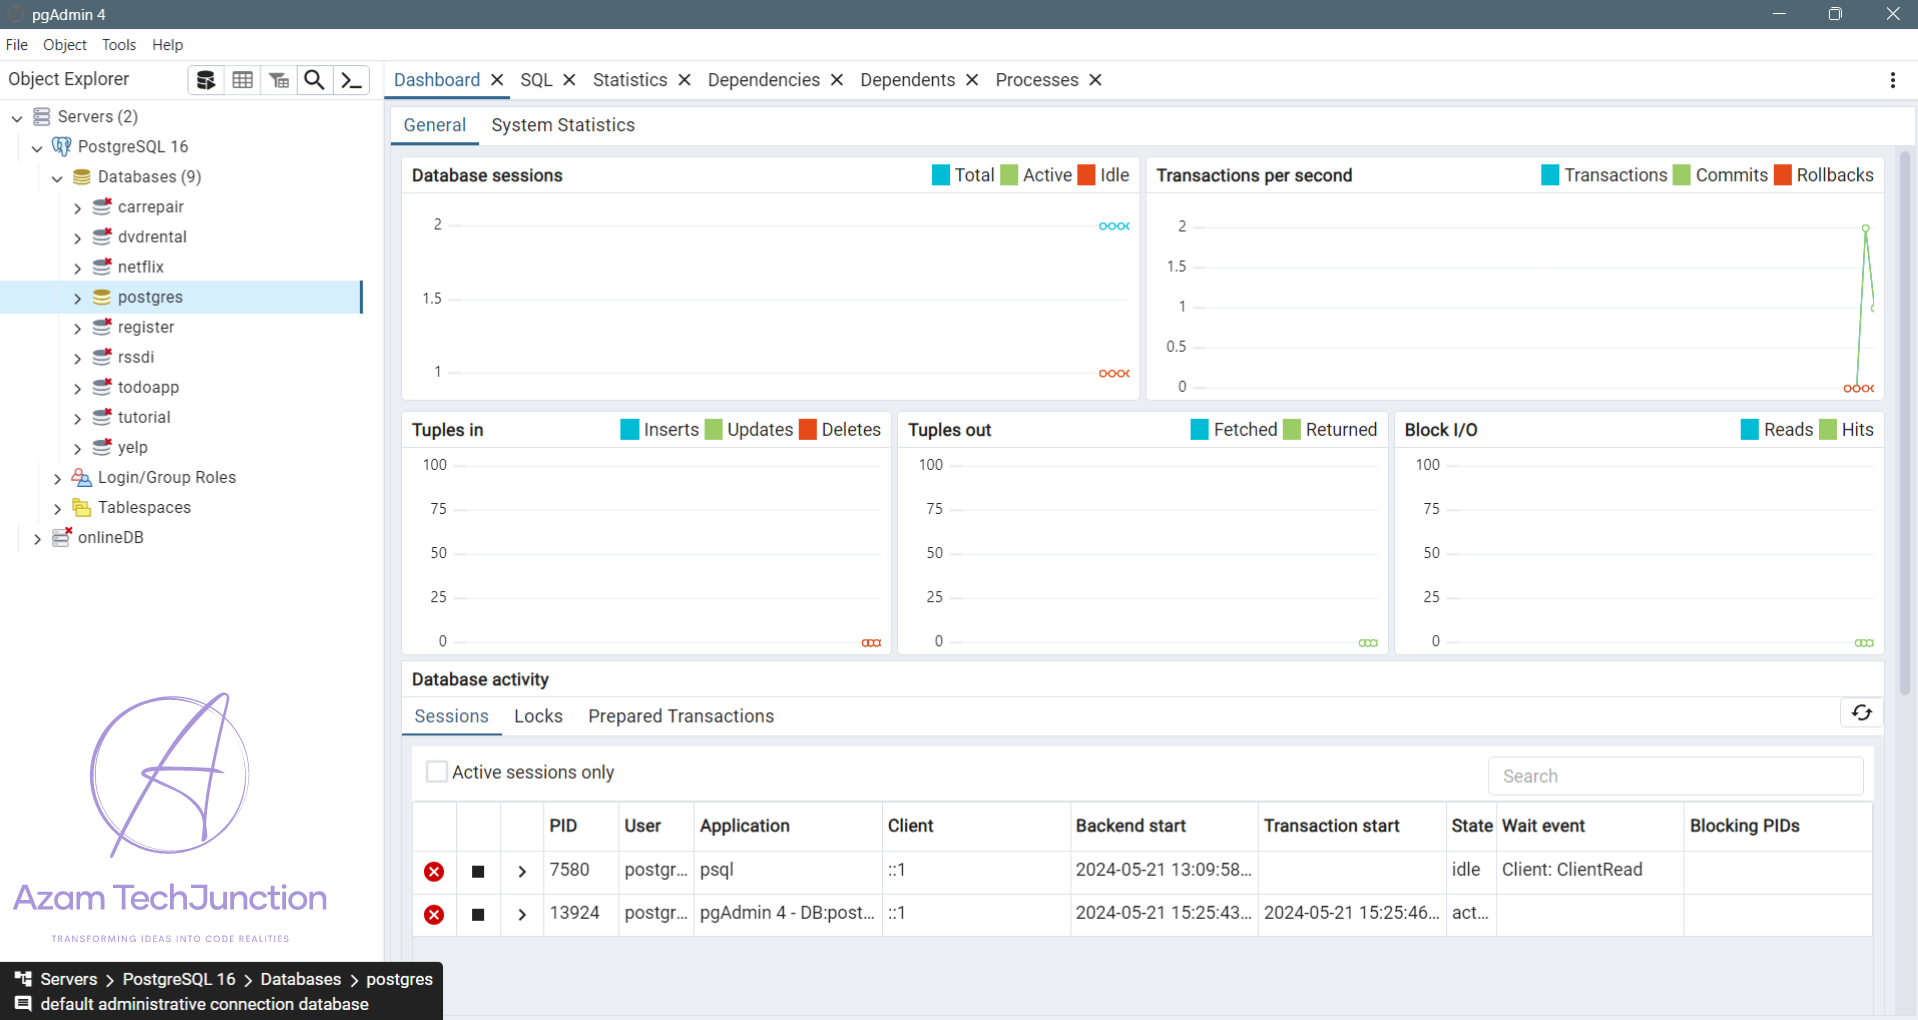 pgAdmin 4
File Object Tools Help
Object Explorer
Dashboard SQL Statistics Dependencies Dependents Processes
Servers (2)
PostgreSQL 16
Databases (9)
carrepair
dvdrental
netflix
postgres
register
rssdi
todoapp
tutorial
yelp
Login/Group Roles
Tablespaces
onlineDB
Azam TechJunction
TRANSFORMING IDEAS INTO CODE REALITIES
Servers > PostgreSQL 16 > Databases > postgres
default administrative connection database
General System Statistics
Database sessions Total Active Idle
2
1.5
1
Transactions per second Transactions Commits Rollbacks
2
1.5
1
0.5
0
Tuples in Inserts Updates Deletes
100
75
50
25
0
Tuples out Fetched Returned
100
75
50
25
0
Block I/O Reads Hits
100
75
50
25
0
Database activity
Sessions Locks Prepared Transactions
Active sessions only Search
PID User Application Client Backend start Transaction start State Wait event Blocking PIDs
7580 postgr... psql ::1 2024-05-21 13:09:58... idle Client: ClientRead
13924 postgr... pgAdmin 4 - DB:post... ::1 2024-05-21 15:25:43... 2024-05-21 15:25:46... act...